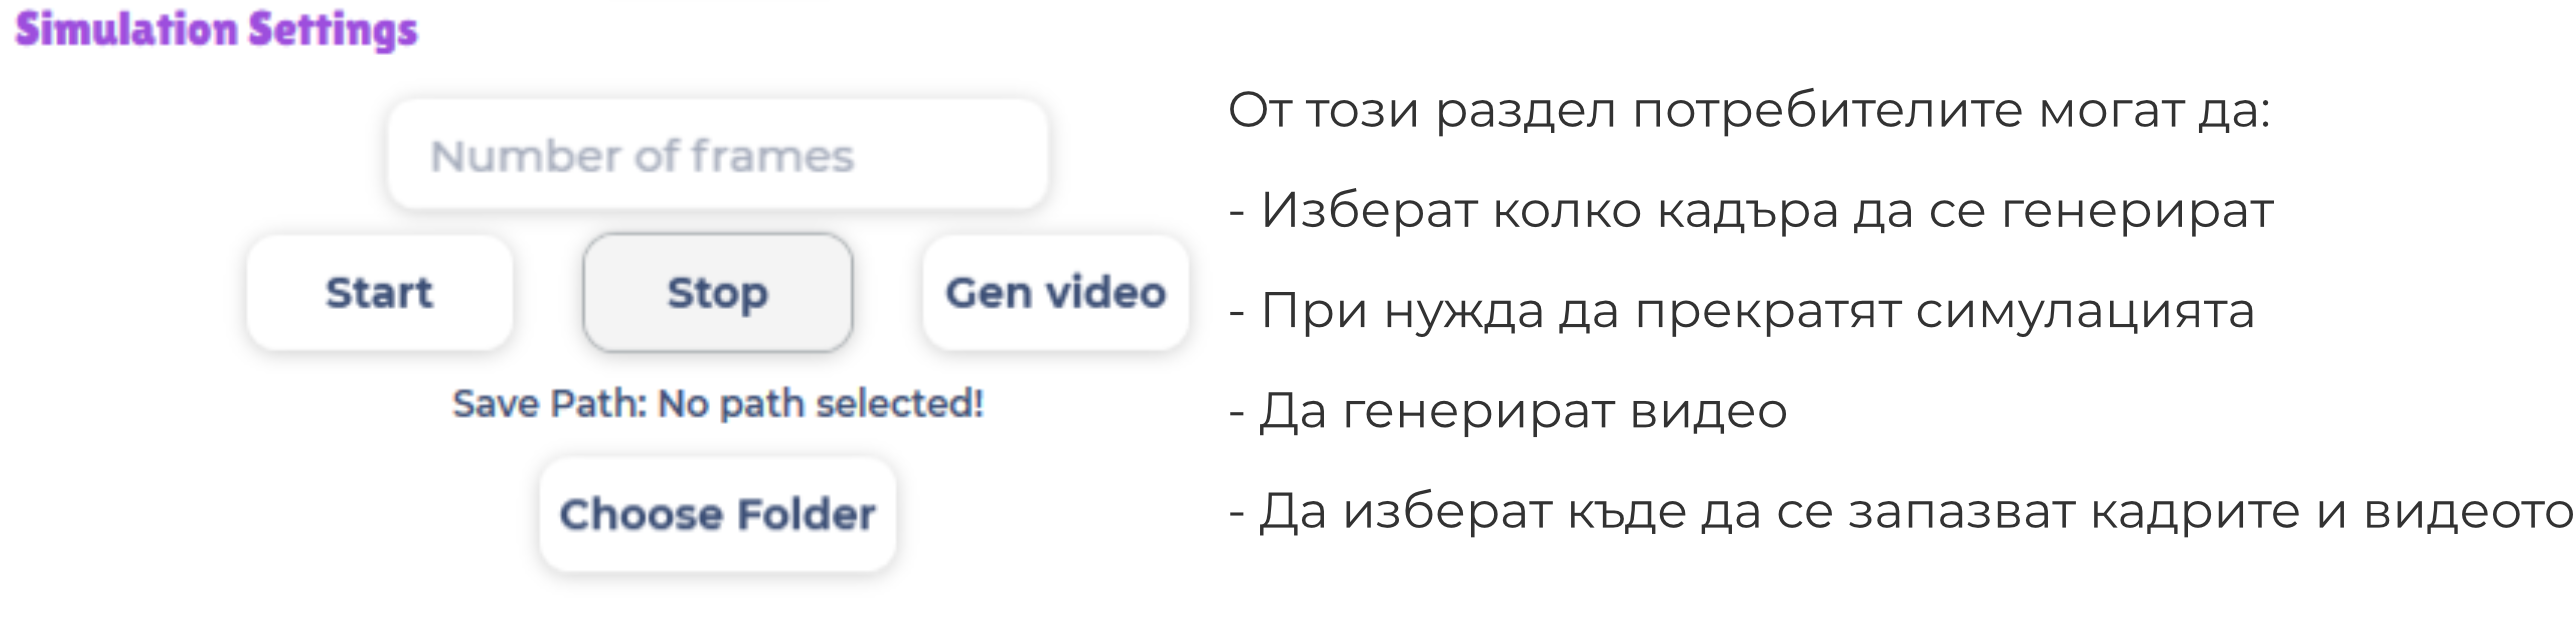 Simulation Settings
Number of frames
Start
Stop
Gen video
Save Path: No path selected!
Choose Folder
От този раздел потребителите могат да:
- Изберат колко кадъра да се генерират
- При нужда да прекратят симулацията
- Да генерират видео
- Да изберат къде да се запазват кадрите и видеото